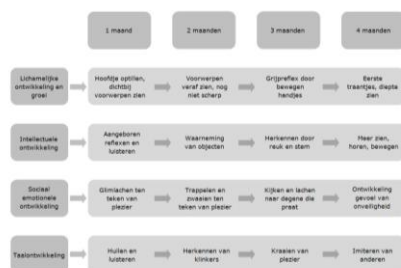 1 maand
2 maanden
3 maanden
4 maanden
Lichamelijke
ontwikkeling en
groei
Hoofdje optillen,
dichtbij
voorwerpen zien
Voorwerpen
veraf zien, nog
niet scherp
Grijpreflex door
bewegen
handjes
Eerste
traantjes, diepte
zien
Intellectuele
ontwikkeling
Aangeboren
reflexen en
luisteren
Waarneming
van objecten
Herkennen door
reuk en stem
Meer zien,
horen, bewegen
Sociaal
emotionele
ontwikkeling
Glimlachen ten
teken van
plezier
Trappelen en
zwaaien ten
teken van plezier
Kijken en lachen
naar degene die
praat
Ontwikkeling
gevoel van
onveiligheid
Taalontwikkeling
Huilen en
luisteren
Herkennen van
klinkers
Kraaien van
plezier
Imiteren van
anderen